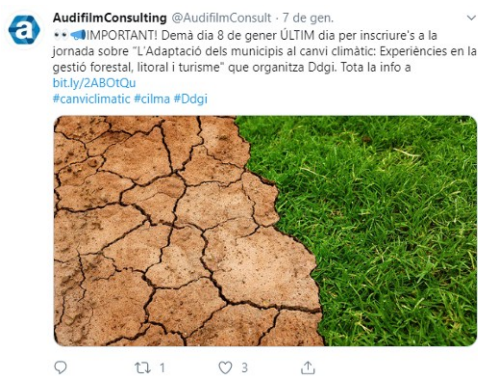 AudifilmConsulting @AudifilmConsult · 7 de gen.
👀📣IMPORTANT! Demà dia 8 de gener ÚLTIM dia per inscriure's a la
jornada sobre "L'Adaptació dels municipis al canvi climàtic: Experiències en la
gestió forestal, litoral i turisme" que organitza Ddgi. Tota la info a
bit.ly/2ABOtQu
#canviclimatic #cilma #Ddgi
1 3